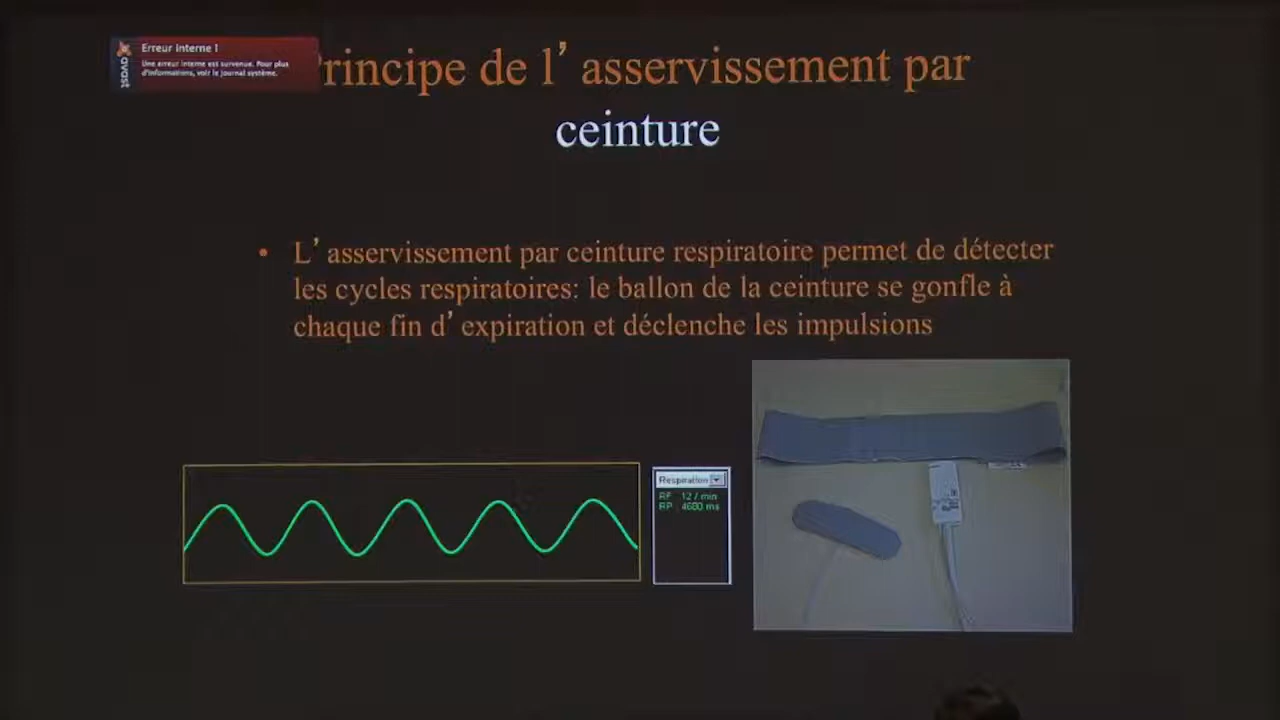 Erreur interne !
Une erreur interne est survenue. Pour plus
d'informations, voir le journal système.
avast
rincipe de l' asservissement par
ceinture
• L' asservissement par ceinture respiratoire permet de détecter
les cycles respiratoires: le ballon de la ceinture se gonfle à
chaque fin d' expiration et déclenche les impulsions
Respiration
RF : 12 / min
RP : 4680 ms